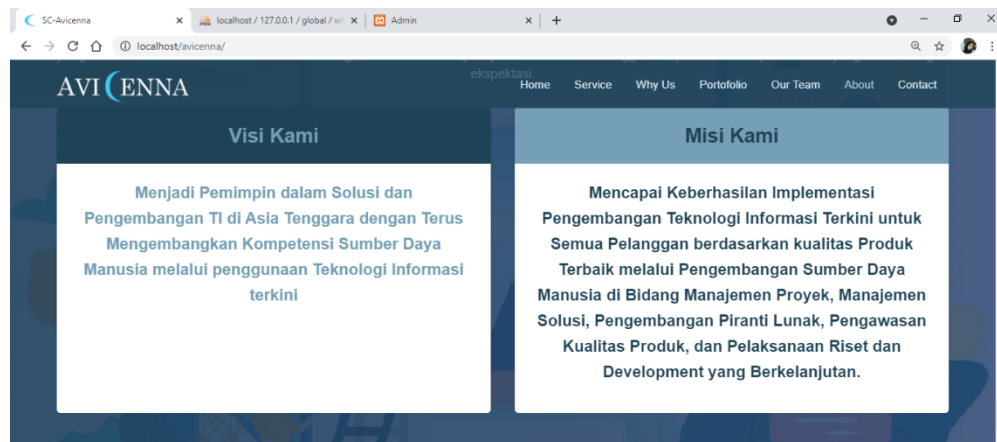 SC-Avicenna
localhost / 127.0.0.1 / global / wi
Admin
localhost/avicenna/
ekspektasi.
AVICENNA
Home Service Why Us Portofolio Our Team About Contact
Visi Kami
Menjadi Pemimpin dalam Solusi dan
Pengembangan TI di Asia Tenggara dengan Terus
Mengembangkan Kompetensi Sumber Daya
Manusia melalui penggunaan Teknologi Informasi
terkini
Misi Kami
Mencapai Keberhasilan Implementasi
Pengembangan Teknologi Informasi Terkini untuk
Semua Pelanggan berdasarkan kualitas Produk
Terbaik melalui Pengembangan Sumber Daya
Manusia di Bidang Manajemen Proyek, Manajemen
Solusi, Pengembangan Piranti Lunak, Pengawasan
Kualitas Produk, dan Pelaksanaan Riset dan
Development yang Berkelanjutan.